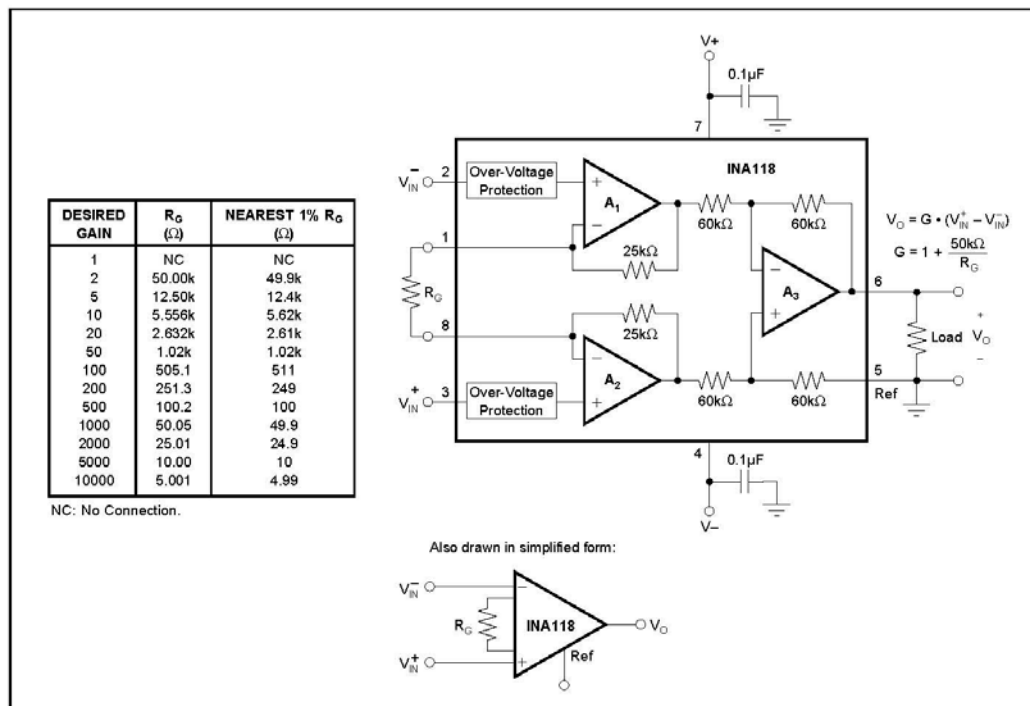 DESIRED GAIN R_G (Ω) NEAREST 1% R_G (Ω)
1 NC NC
2 50.00k 49.9k
5 12.50k 12.4k
10 5.556k 5.62k
20 2.632k 2.61k
50 1.02k 1.02k
100 505.1 511
200 251.3 249
500 100.2 100
1000 50.05 49.9
2000 25.01 24.9
5000 10.00 10
10000 5.001 4.99
NC: No Connection.
V+
0.1µF
7
INA118
V_IN^-
2
Over-Voltage
Protection
A1
60kΩ
60kΩ
1
25kΩ
R_G
8
25kΩ
A3
6
V_O = G • (V_IN^+ – V_IN^-)
G = 1 + 50kΩ / R_G
Load
+
V_O
–
V_IN^+
3
Over-Voltage
Protection
A2
60kΩ
60kΩ
5
Ref
4
0.1µF
V–
Also drawn in simplified form:
V_IN^-
R_G
INA118
V_O
V_IN^+
Ref